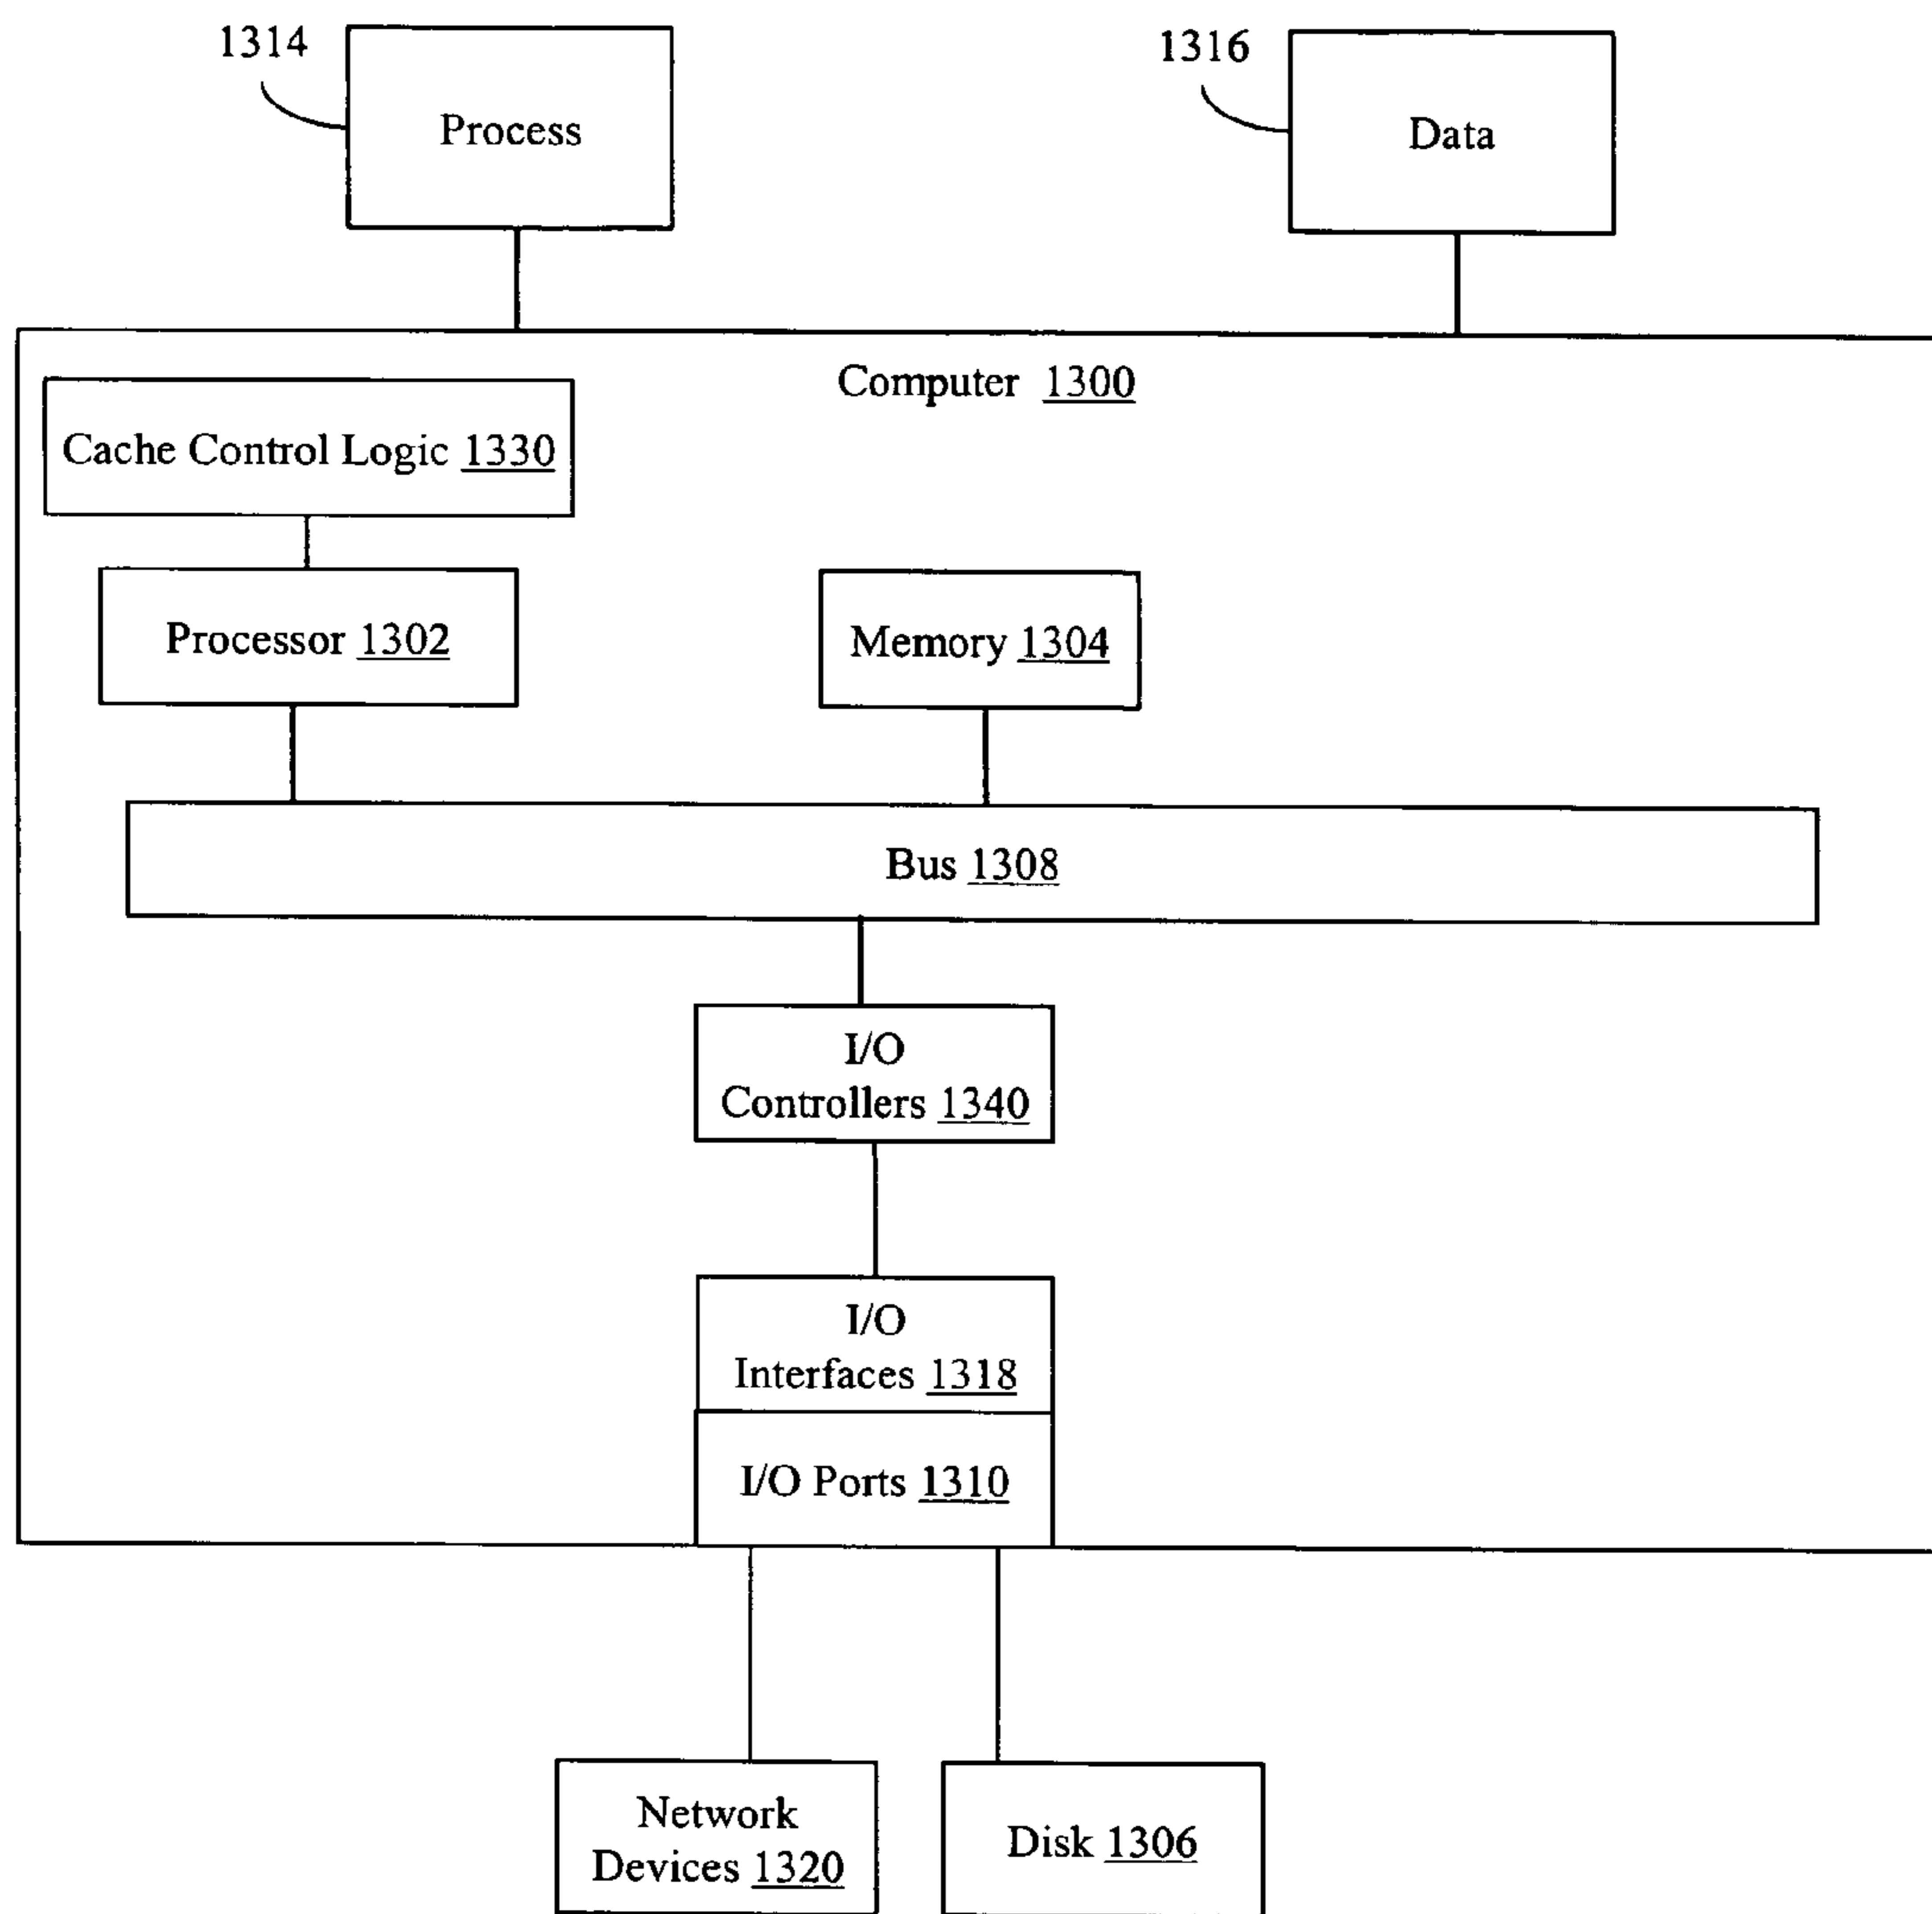 1314
Process
1316
Data
Computer 1300
Cache Control Logic 1330
Processor 1302
Memory 1304
Bus 1308
I/O
Controllers 1340
I/O
Interfaces 1318
I/O Ports 1310
Network
Devices 1320
Disk 1306